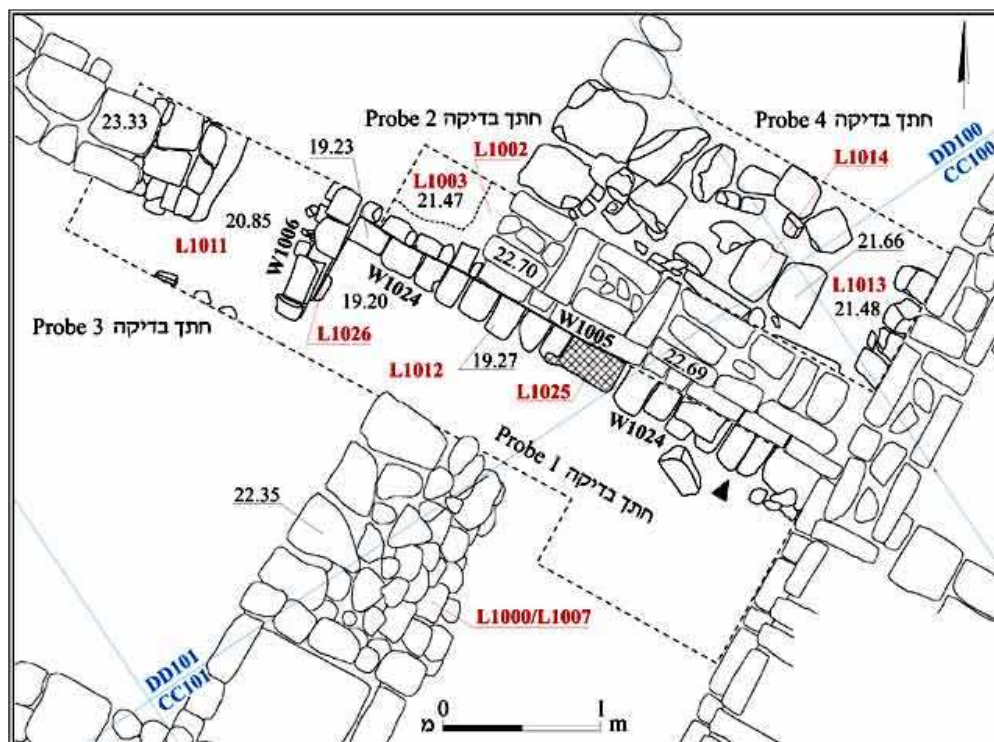 23.33
Probe 2 חתך בדיקה
Probe 4 חתך בדיקה
19.23
L1002
L1014
DD100
CC100
L1003
21.47
20.85
L1011
W1006
21.66
22.70
L1013
21.48
W1024
19.20
Probe 3 חתך בדיקה
L1026
W1005
L1012
19.27
22.69
L1025
W1024
Probe 1 חתך בדיקה
22.35
L1000/L1007
DD101
CC101
0 1
מ m